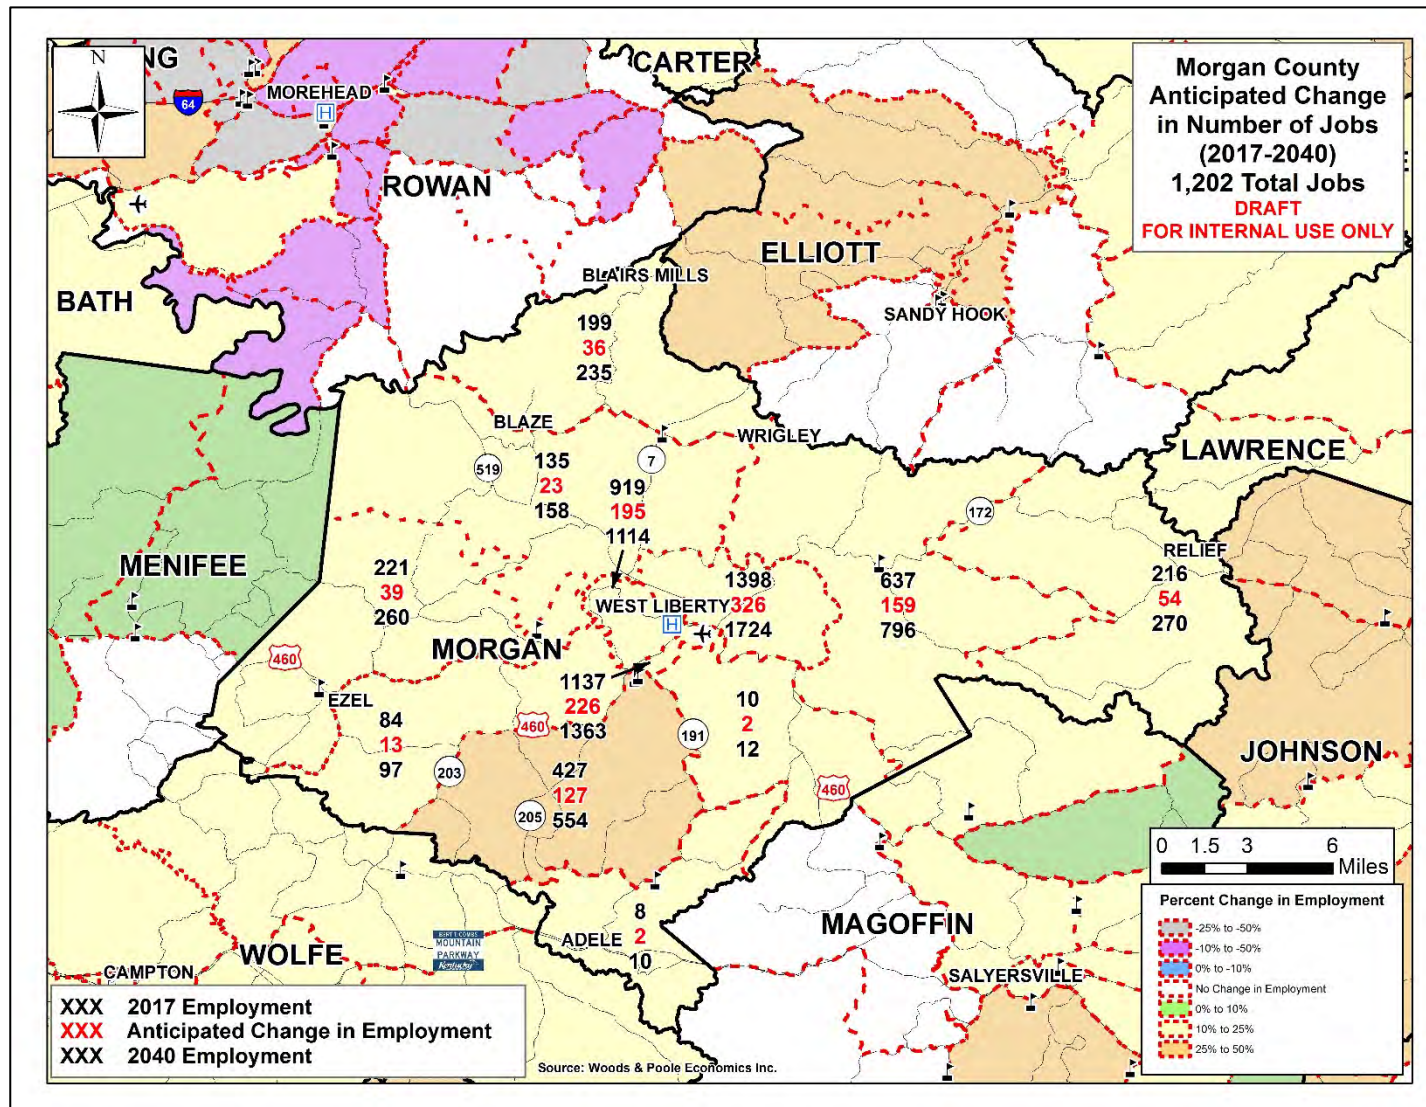 N
NG
64
MOREHEAD
CARTER
ROWAN
Morgan County
Anticipated Change
in Number of Jobs
(2017-2040)
1,202 Total Jobs
DRAFT
FOR INTERNAL USE ONLY
ELLIOTT
BLAIRS MILLS
BATH
SANDY HOOK
199
36
235
BLAZE
WRIGLEY
LAWRENCE
519
7
135
23
158
919
195
1114
172
RELIEF
216
54
270
MENIFEE
221
39
260
WEST LIBERTY
1398
326
1724
637
159
796
MORGAN
460
EZEL
1137
226
1363
84
13
97
460
191
10
2
12
JOHNSON
203
427
127
554
205
460
0 1.5 3 6
Miles
8
2
10
ADELE
MAGOFFIN
WOLFE
BERT T COMBS
MOUNTAIN
PARKWAY
Kentucky
CAMPTON
SALYERSVILLE
Percent Change in Employment
-25% to -50%
-10% to -50%
0% to -10%
No Change in Employment
0% to 10%
10% to 25%
25% to 50%
XXX 2017 Employment
XXX Anticipated Change in Employment
XXX 2040 Employment
Source: Woods & Poole Economics Inc.